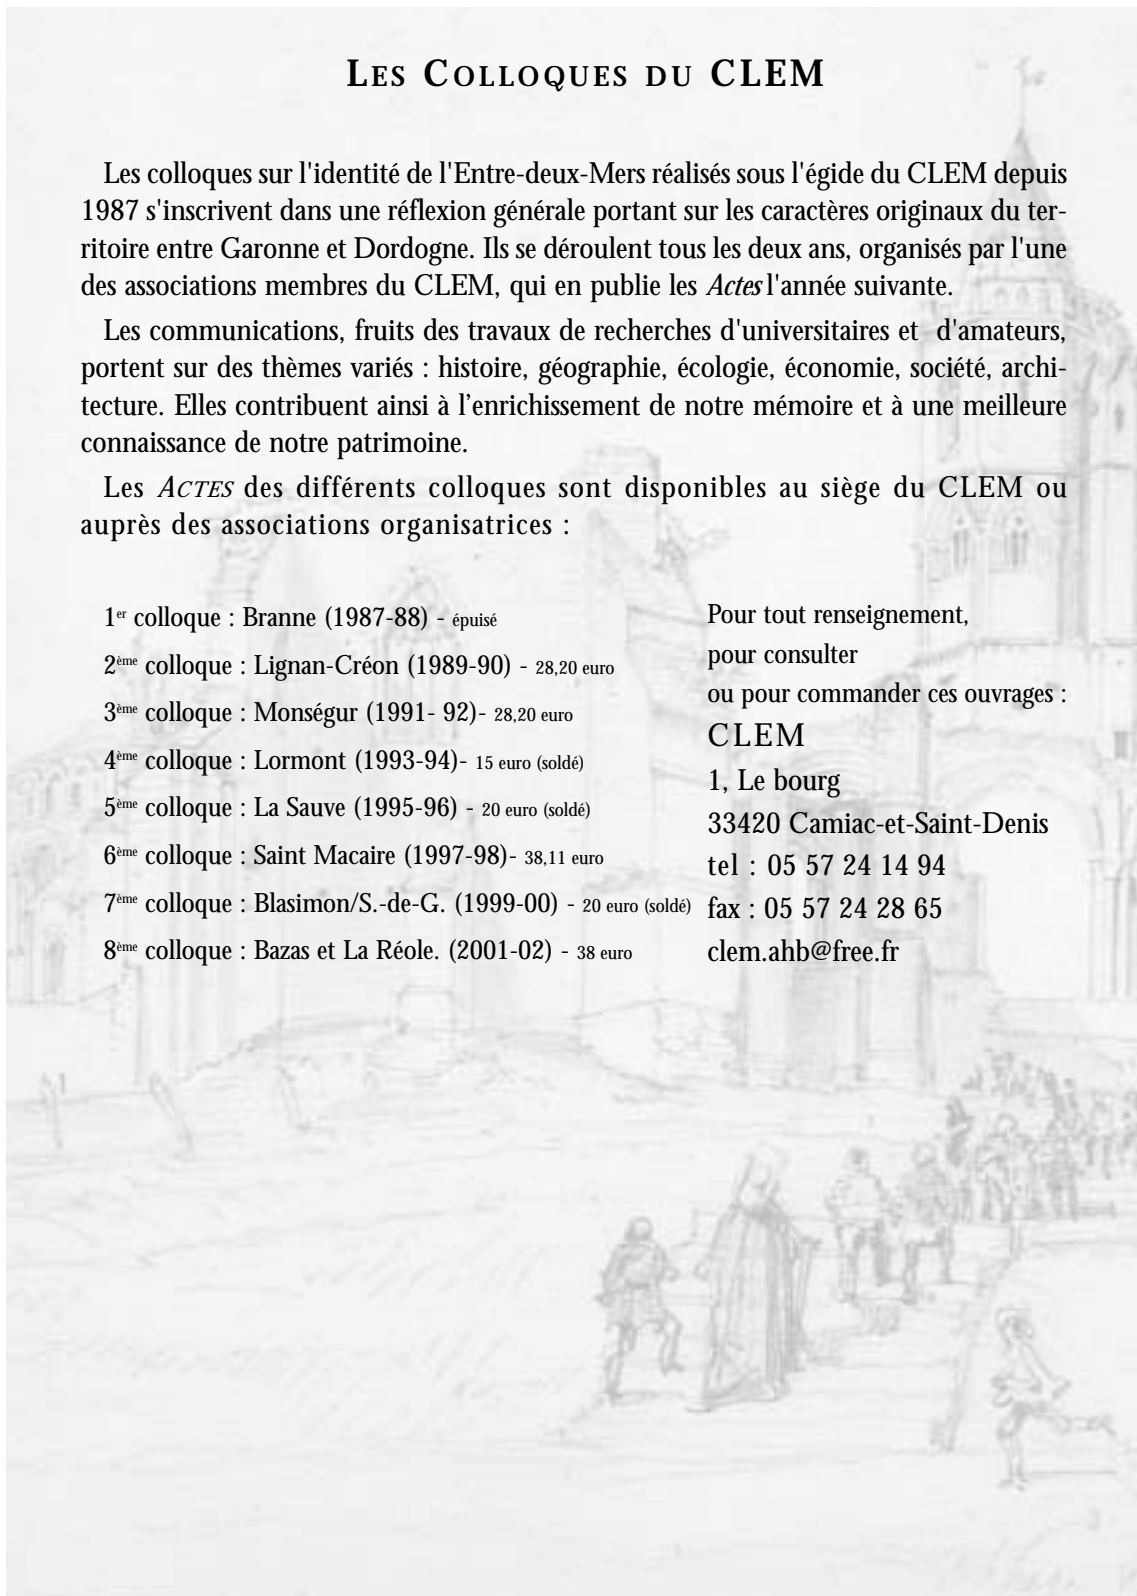 LES COLLOQUES DU CLEM
Les colloques sur l'identité de l'Entre-deux-Mers réalisés sous l'égide du CLEM depuis
1987 s'inscrivent dans une réflexion générale portant sur les caractères originaux du ter-
ritoire entre Garonne et Dordogne. Ils se déroulent tous les deux ans, organisés par l'une
des associations membres du CLEM, qui en publie les Actes l'année suivante.
Les communications, fruits des travaux de recherches d'universitaires et d'amateurs,
portent sur des thèmes variés : histoire, géographie, écologie, économie, société, archi-
tecture. Elles contribuent ainsi à l’enrichissement de notre mémoire et à une meilleure
connaissance de notre patrimoine.
Les ACTES des différents colloques sont disponibles au siège du CLEM ou
auprès des associations organisatrices :
1er colloque : Branne (1987-88) - épuisé
2ème colloque : Lignan-Créon (1989-90) - 28,20 euro
3ème colloque : Monségur (1991- 92)- 28,20 euro
4ème colloque : Lormont (1993-94)- 15 euro (soldé)
5ème colloque : La Sauve (1995-96) - 20 euro (soldé)
6ème colloque : Saint Macaire (1997-98)- 38,11 euro
7ème colloque : Blasimon/S.-de-G. (1999-00) - 20 euro (soldé)
8ème colloque : Bazas et La Réole. (2001-02) - 38 euro
Pour tout renseignement,
pour consulter
ou pour commander ces ouvrages :
CLEM
1, Le bourg
33420 Camiac-et-Saint-Denis
tel : 05 57 24 14 94
fax : 05 57 24 28 65
clem.ahb@free.fr